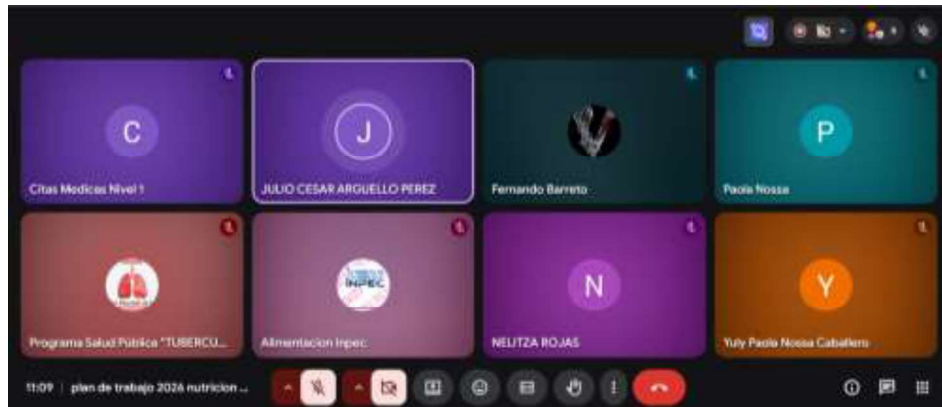 C
Citas Medicas Nivel 1
J
JULIO CESAR ARGUELLO PEREZ
Fernando Barreto
P
Paola Nossa
Programa Salud Pública "TUBERCU...
INPEC
Alimentacion Inpec
N
NELITZA ROJAS
Y
Yuly Paola Nossa Caballero
11:09 | plan de trabajo 2026 nutricion ...